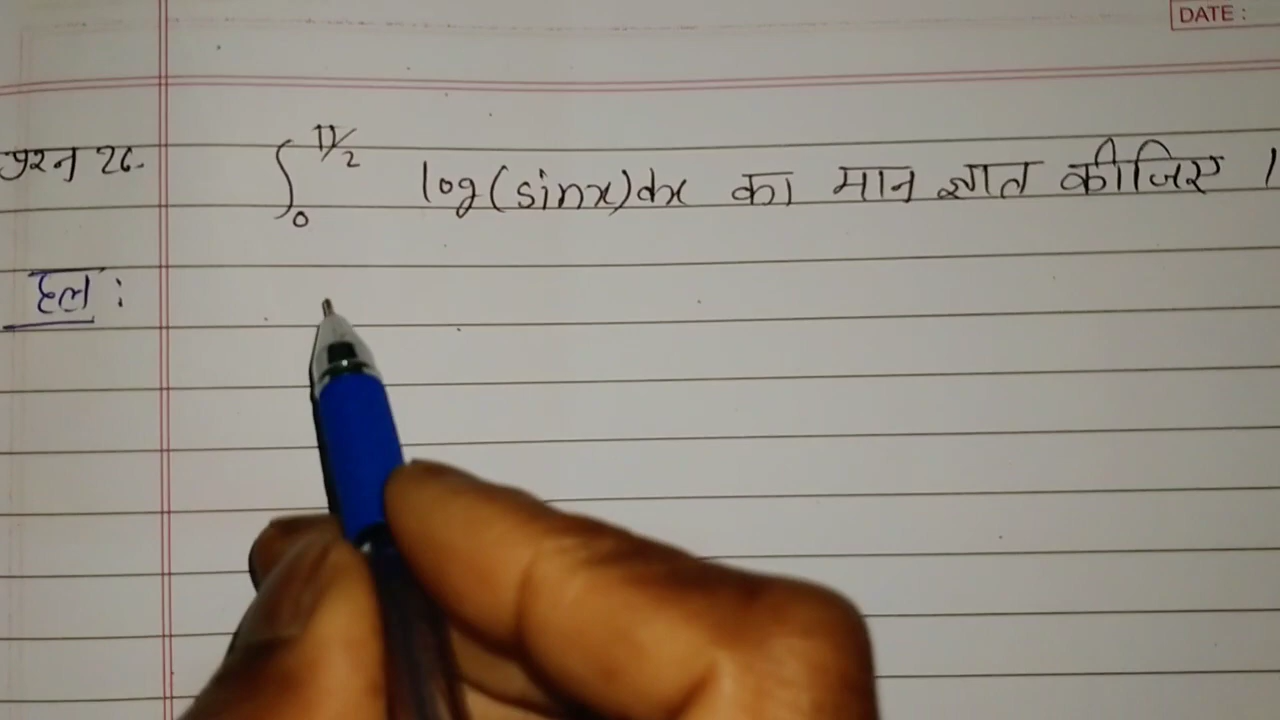 DATE :
प्रश्न 26. ∫₀^π/2 log(sinx)dx का मान ज्ञात कीजिए ।
हल :